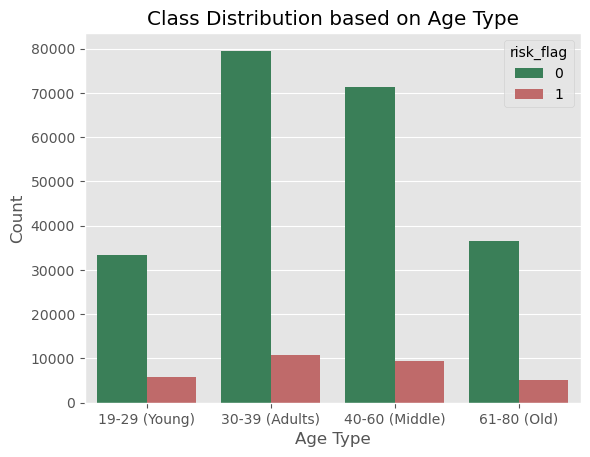 Class Distribution based on Age Type
risk_flag
0
1
80000
70000
60000
50000
40000
30000
20000
10000
0
Count
19-29 (Young) 30-39 (Adults) 40-60 (Middle) 61-80 (Old)
Age Type